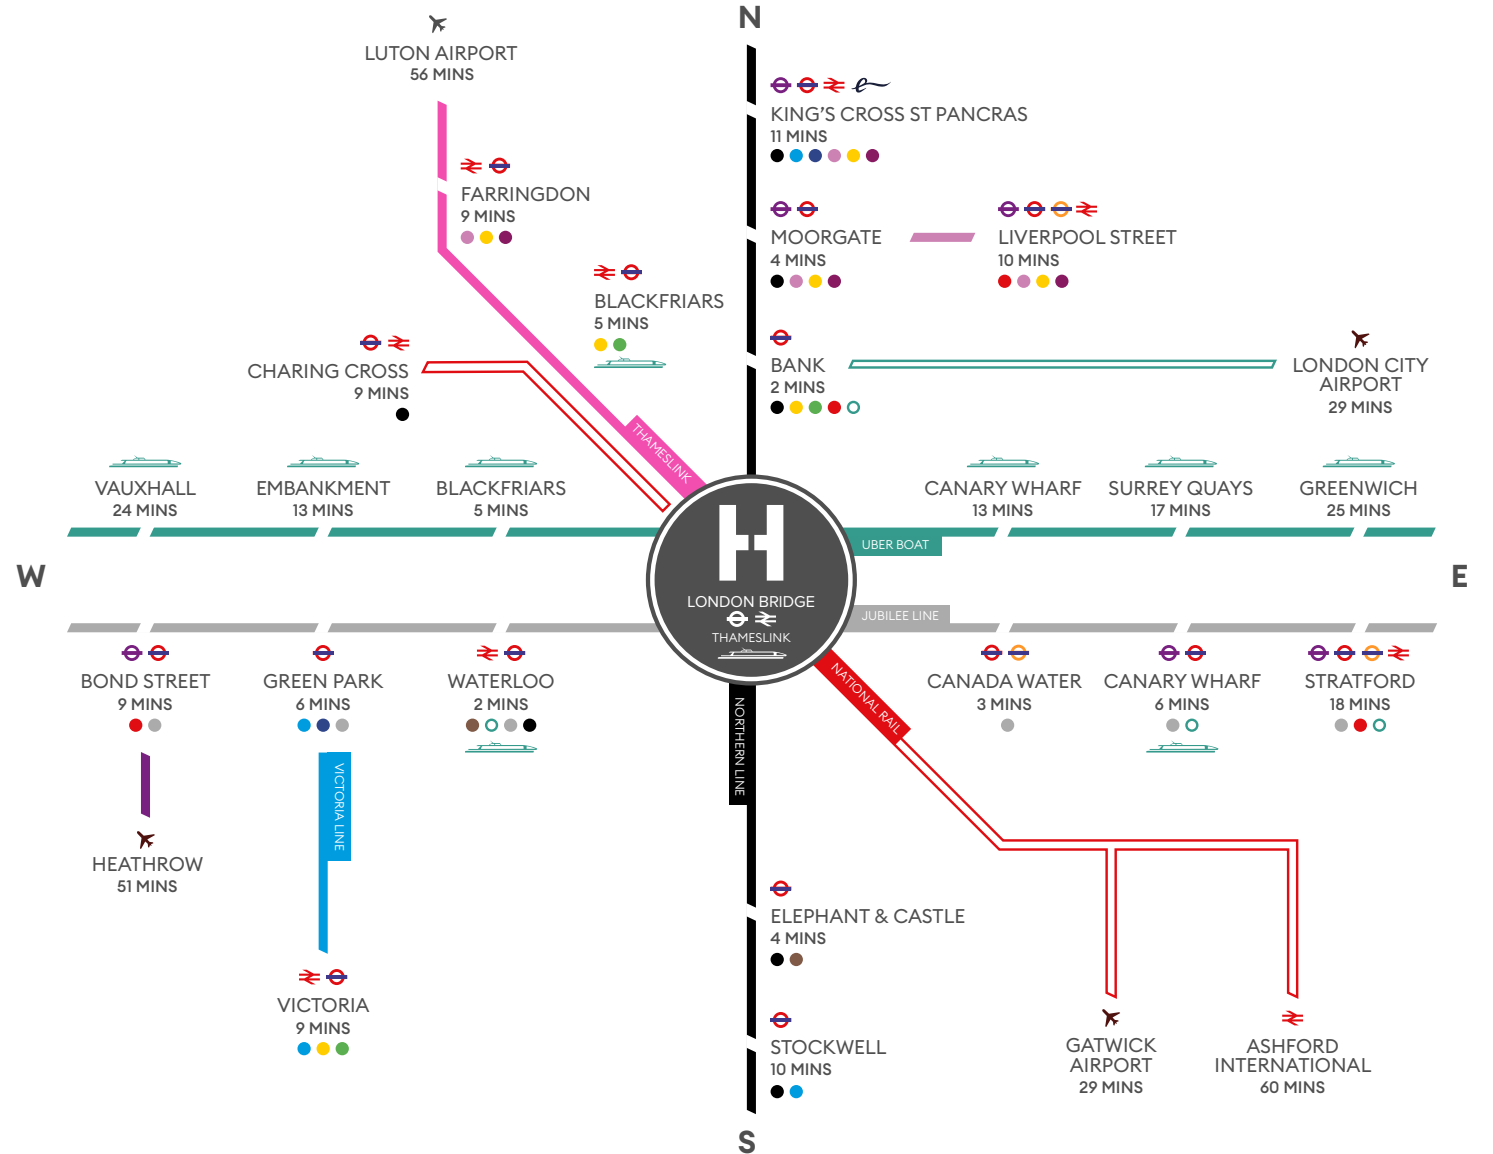 N
LUTON AIRPORT
56 MINS
KING'S CROSS ST PANCRAS
11 MINS
FARRINGDON
9 MINS
MOORGATE
4 MINS
LIVERPOOL STREET
10 MINS
BLACKFRIARS
5 MINS
CHARING CROSS
9 MINS
BANK
2 MINS
LONDON CITY
AIRPORT
29 MINS
THAMESLINK
VAUXHALL
24 MINS
EMBANKMENT
13 MINS
BLACKFRIARS
5 MINS
CANARY WHARF
13 MINS
SURREY QUAYS
17 MINS
GREENWICH
25 MINS
UBER BOAT
W
H
LONDON BRIDGE
THAMESLINK
E
JUBILEE LINE
BOND STREET
9 MINS
GREEN PARK
6 MINS
WATERLOO
2 MINS
NORTHERN LINE
NATIONAL RAIL
CANADA WATER
3 MINS
CANARY WHARF
6 MINS
STRATFORD
18 MINS
VICTORIA LINE
HEATHROW
51 MINS
ELEPHANT & CASTLE
4 MINS
VICTORIA
9 MINS
STOCKWELL
10 MINS
GATWICK
AIRPORT
29 MINS
ASHFORD
INTERNATIONAL
60 MINS
S